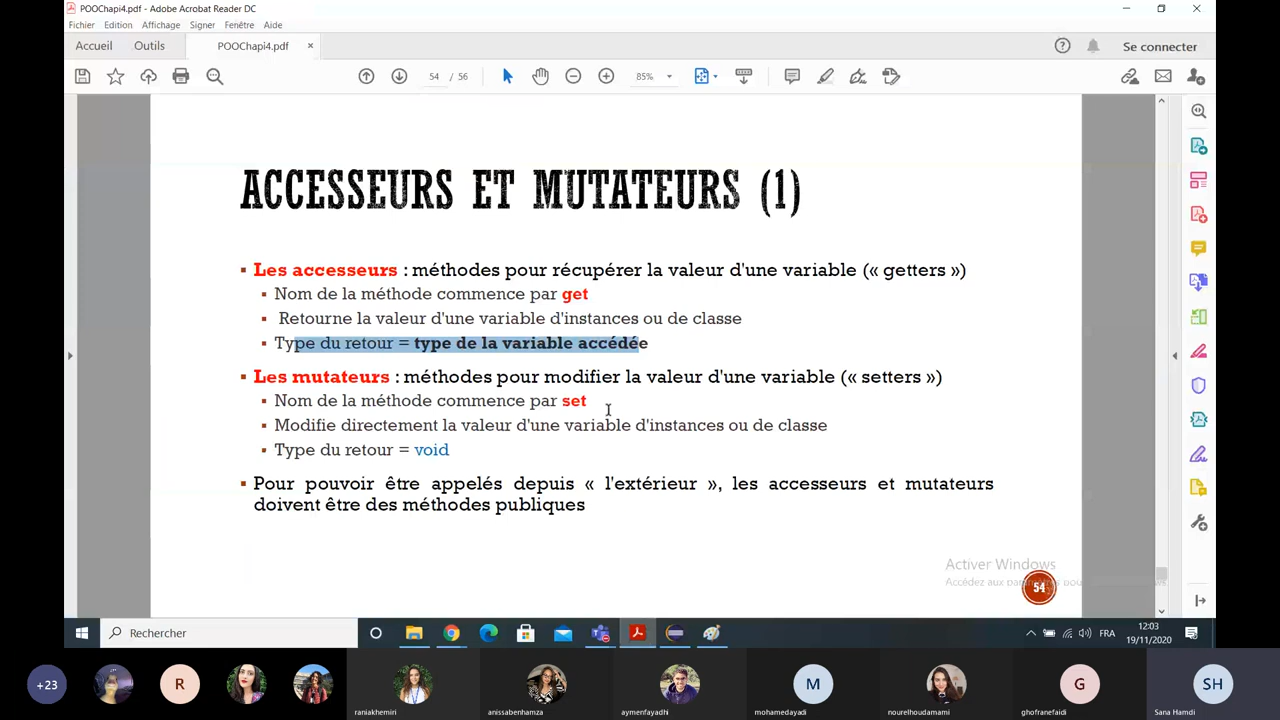 POOChapi4.pdf - Adobe Acrobat Reader DC
Fichier Edition Affichage Signer Fenêtre Aide
Accueil Outils POOChapi4.pdf × Se connecter
54 / 56 85%
ACCESSEURS ET MUTATEURS (1)
Les accesseurs : méthodes pour récupérer la valeur d'une variable (« getters »)
Nom de la méthode commence par get
Retourne la valeur d'une variable d'instances ou de classe
Type du retour = type de la variable accédée
Les mutateurs : méthodes pour modifier la valeur d'une variable (« setters »)
Nom de la méthode commence par set
Modifie directement la valeur d'une variable d'instances ou de classe
Type du retour = void
Pour pouvoir être appelés depuis « l'extérieur », les accesseurs et mutateurs
doivent être des méthodes publiques
Activer Windows
Accédez aux paramètres pou
54
Rechercher
FRA
12:03
19/11/2020
+23 R M G SH
raniakhemiri anissabenhamza aymenfayadhi mohamedayadi nourelhoudamami ghofranefaidi Sana Hamdi